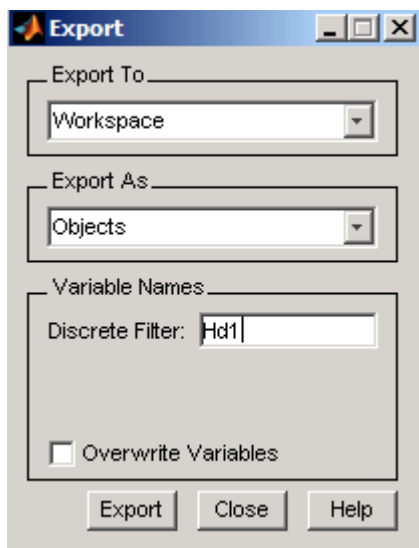 Export
Export To
Workspace
Export As
Objects
Variable Names
Discrete Filter: Hd1
Overwrite Variables
Export Close Help